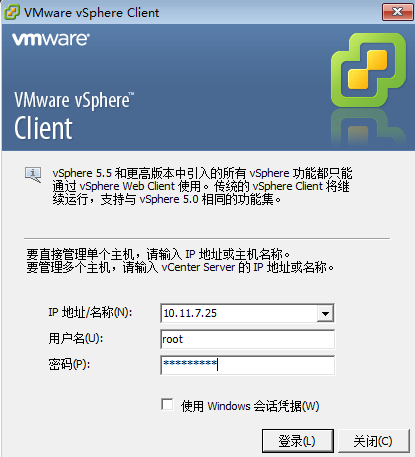 VMware vSphere Client
vmware
VMware vSphere™
Client
vSphere 5.5 和更高版本中引入的所有 vSphere 功能都只能
通过 vSphere Web Client 使用。传统的 vSphere Client 将继
续运行，支持与 vSphere 5.0 相同的功能集。
要直接管理单个主机，请输入 IP 地址或主机名称。
要管理多个主机，请输入 vCenter Server 的 IP 地址或名称。
IP 地址/名称(N): 10.11.7.25
用户名(U): root
密码(P): *********
使用 Windows 会话凭据(W)
登录(L) 关闭(C)